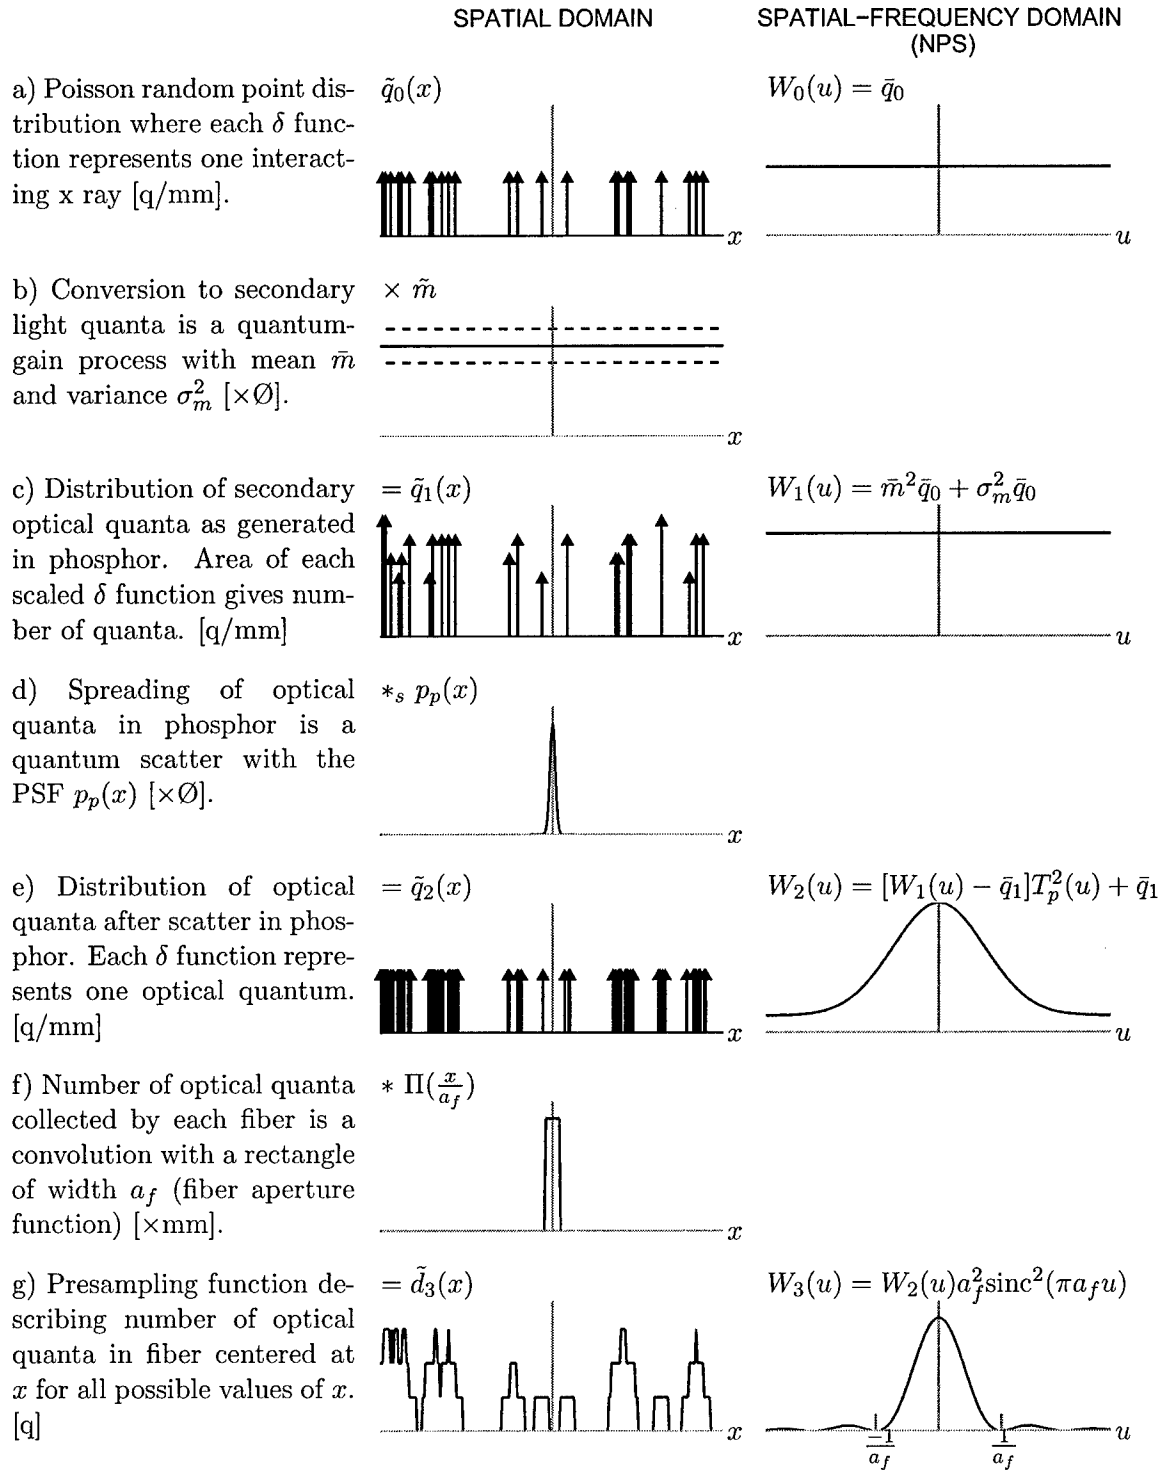 SPATIAL DOMAIN
SPATIAL-FREQUENCY DOMAIN
(NPS)
a) Poisson random point dis-
tribution where each δ func-
tion represents one interact-
ing x ray [q/mm].
q̃₀(x)
x
W₀(u) = q̄₀
u
b) Conversion to secondary
light quanta is a quantum-
gain process with mean m̄
and variance σ²ₘ [×Ø].
× m̃
x
c) Distribution of secondary
optical quanta as generated
in phosphor. Area of each
scaled δ function gives num-
ber of quanta. [q/mm]
= q̃₁(x)
x
W₁(u) = m̄²q̄₀ + σ²ₘq̄₀
u
d) Spreading of optical
quanta in phosphor is a
quantum scatter with the
PSF pₚ(x) [×Ø].
*ₛ pₚ(x)
x
e) Distribution of optical
quanta after scatter in phos-
phor. Each δ function repre-
sents one optical quantum.
[q/mm]
= q̃₂(x)
x
W₂(u) = [W₁(u) − q̄₁]T²ₚ(u) + q̄₁
u
f) Number of optical quanta
collected by each fiber is a
convolution with a rectangle
of width a_f (fiber aperture
function) [×mm].
* Π(x/a_f)
x
g) Presampling function de-
scribing number of optical
quanta in fiber centered at
x for all possible values of x.
[q]
= d̃₃(x)
x
W₃(u) = W₂(u)a²_f sinc²(πa_f u)
-1/a_f
1/a_f
u